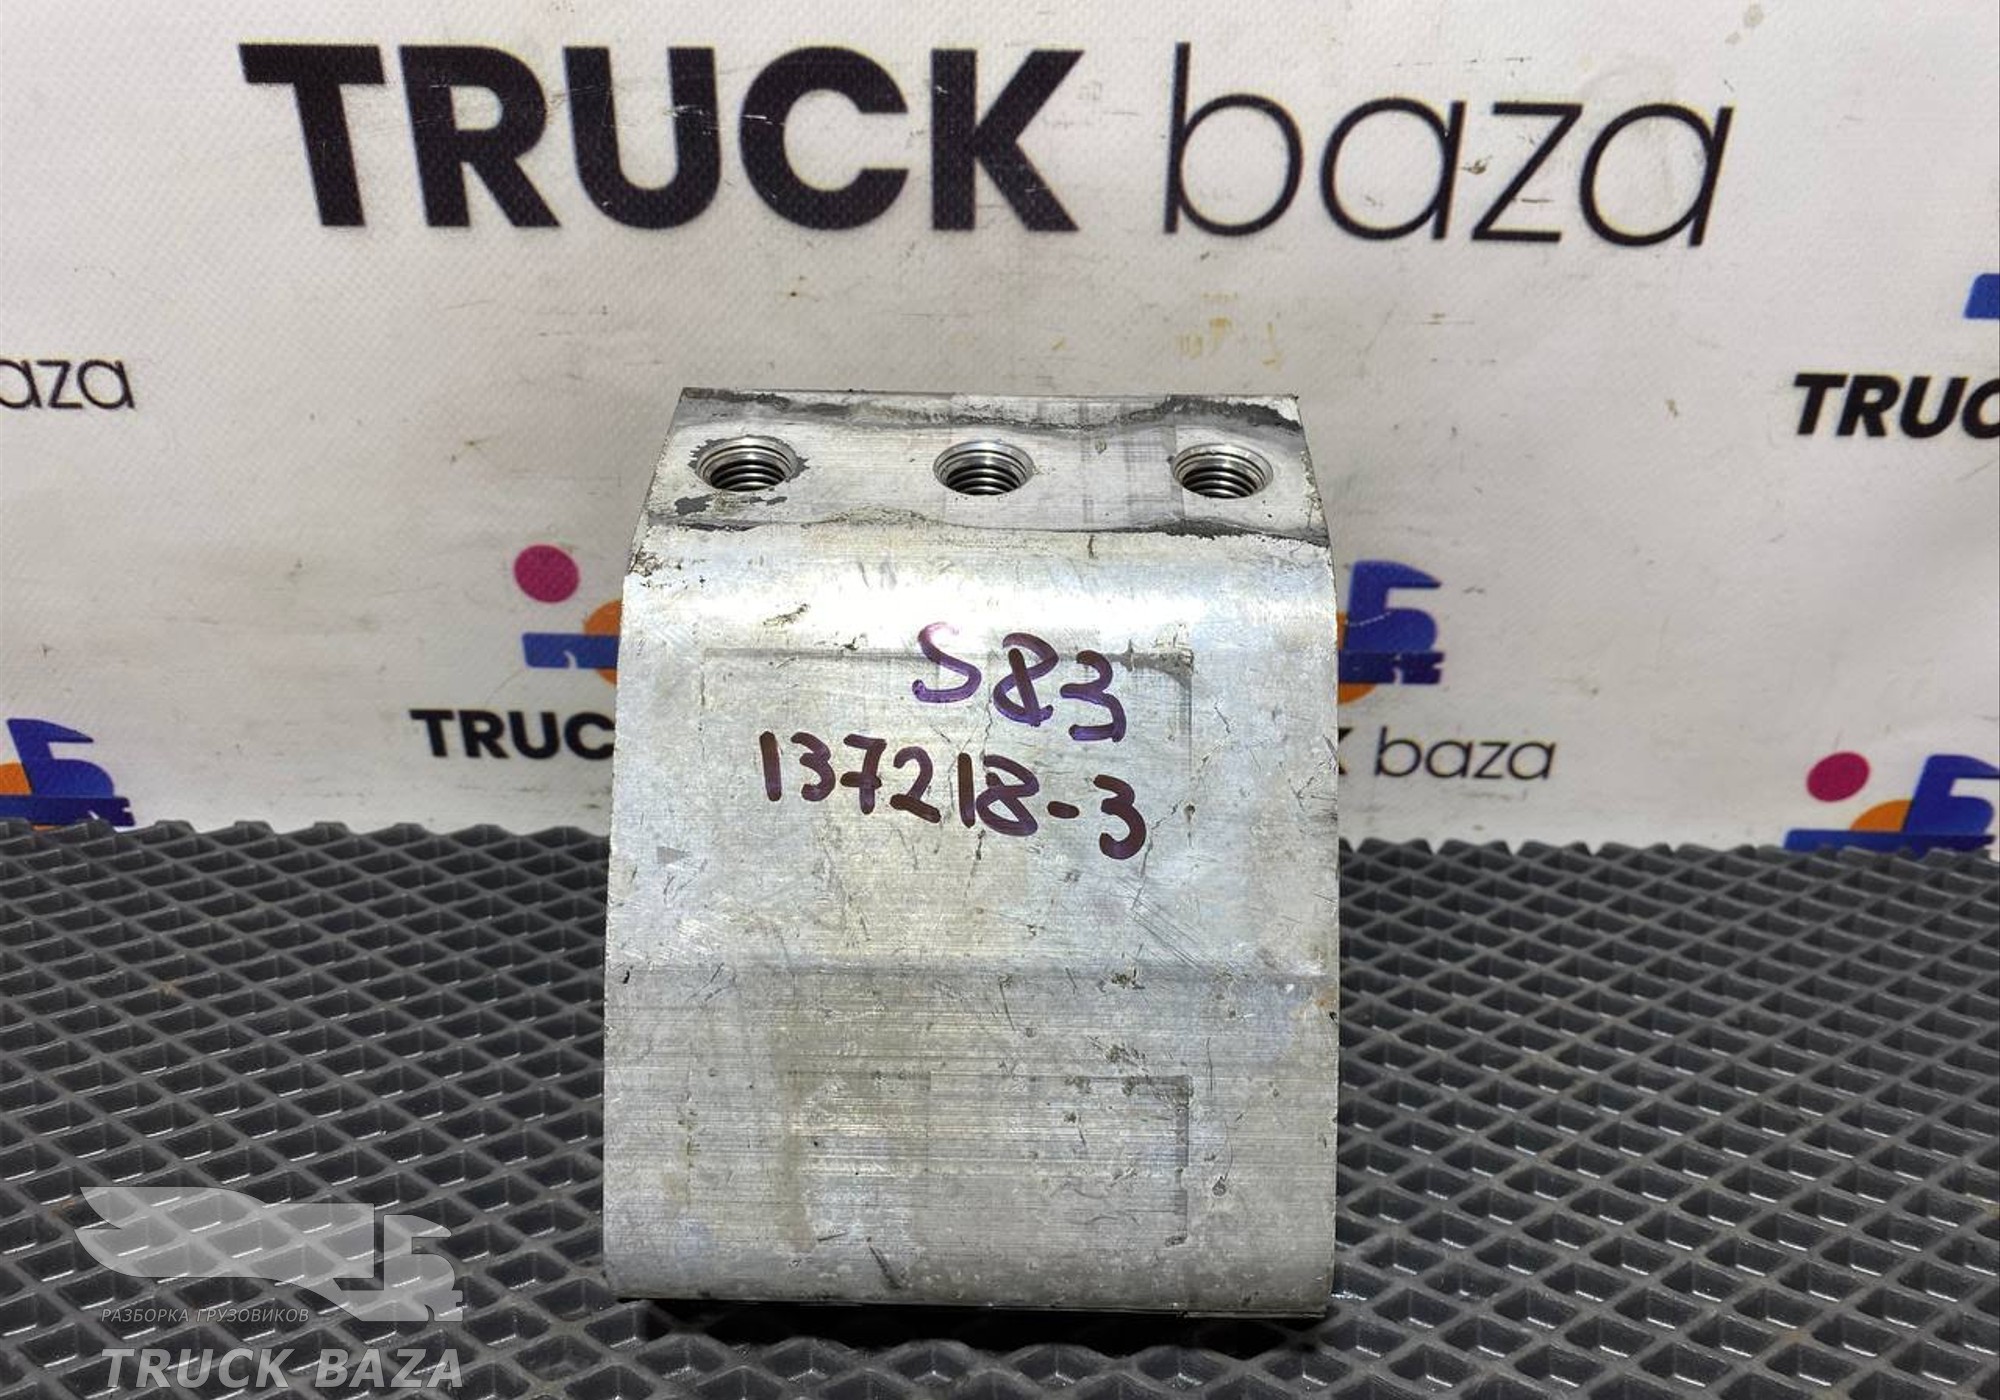 TRUCK baza
aza
TRUC
TRUC
baza
S83
137218-3
РАЗБОРКА ГРУЗОВИКОВ
TRUCK BAZA